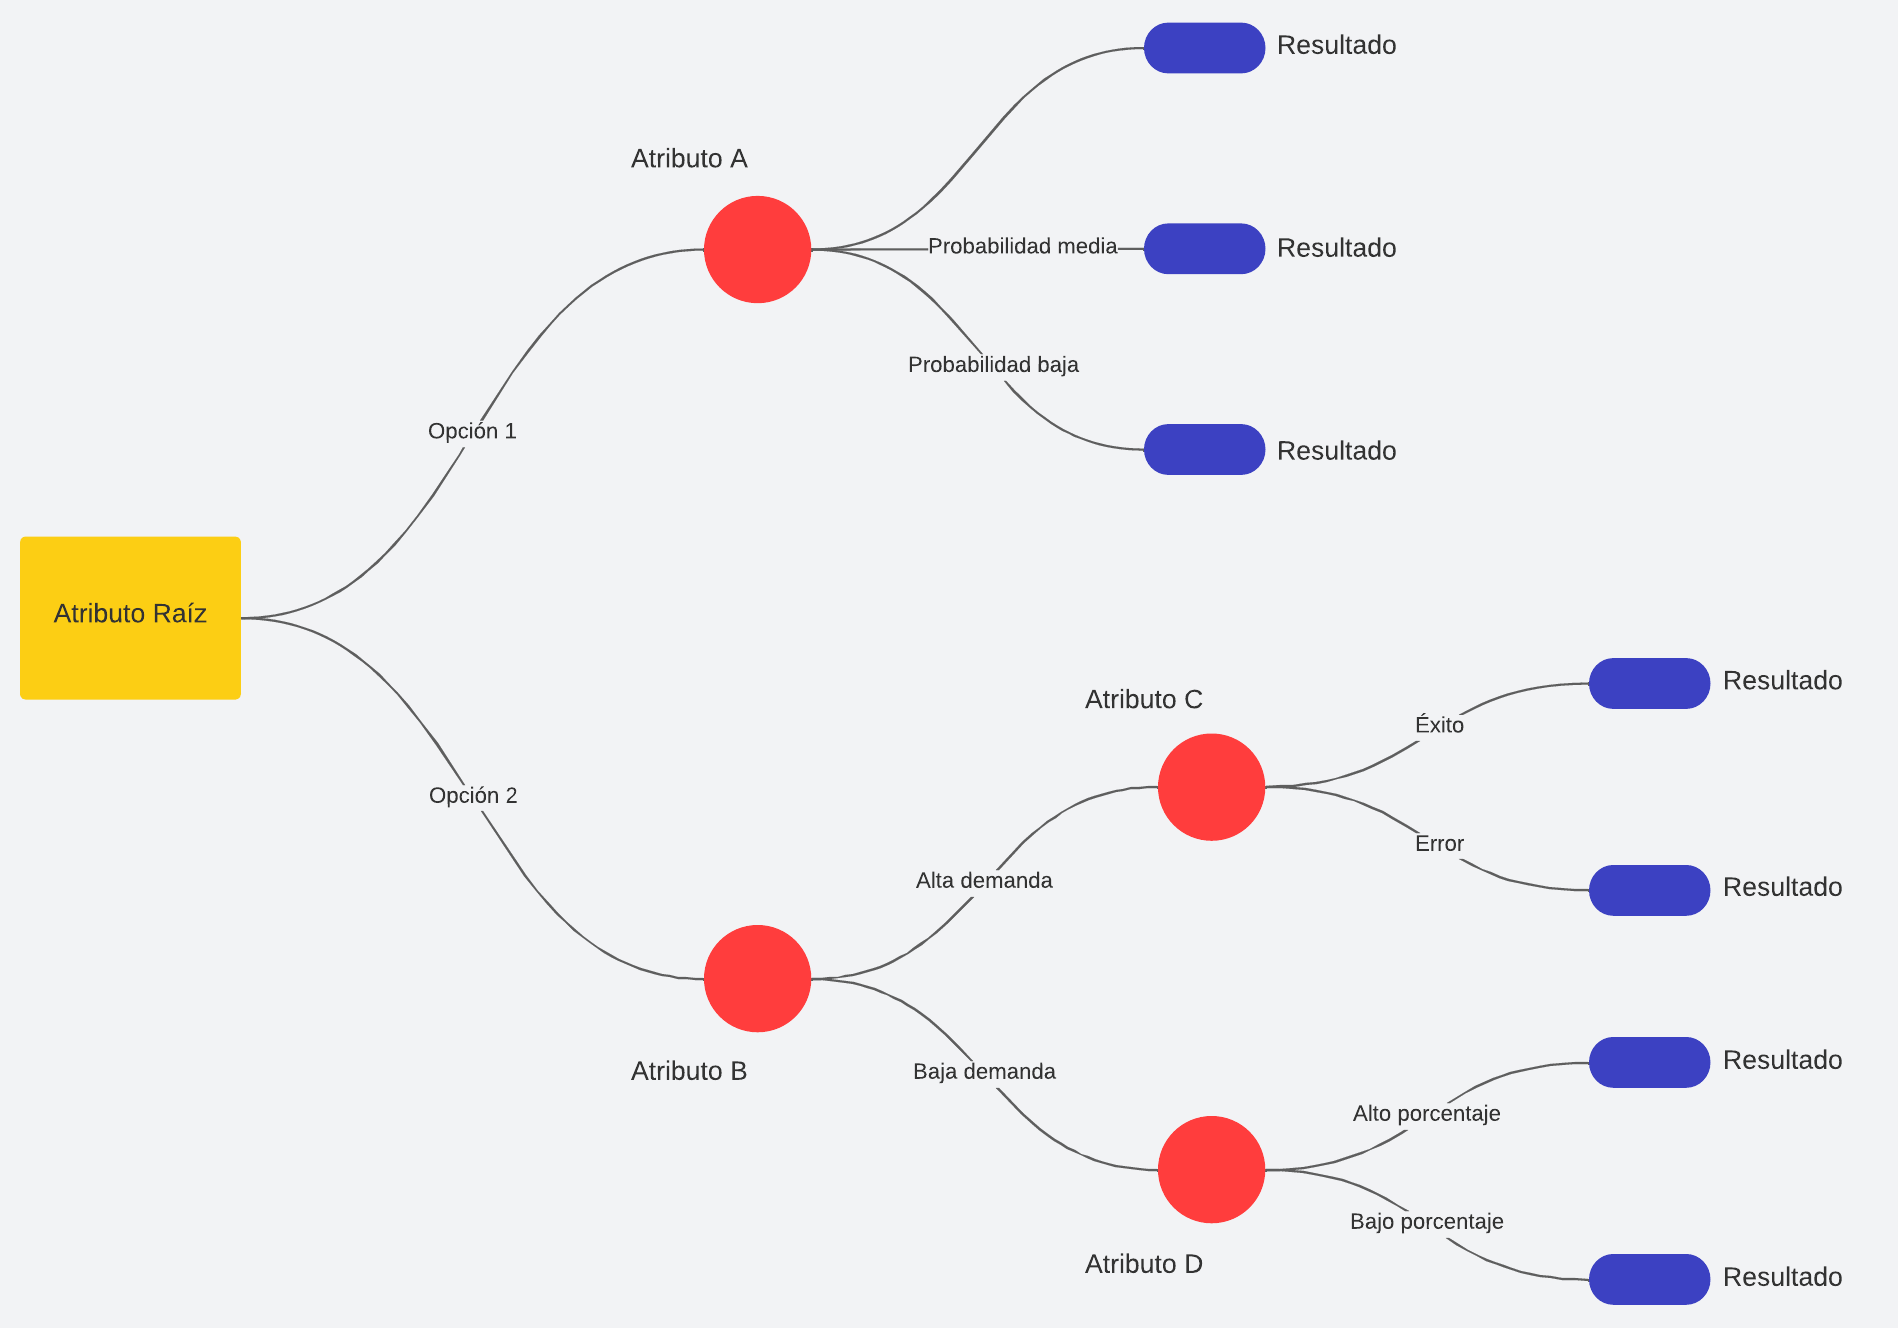 Resultado
Atributo A
Probabilidad media
Resultado
Probabilidad baja
Resultado
Opción 1
Atributo Raíz
Opción 2
Atributo C
Éxito
Resultado
Error
Resultado
Alta demanda
Atributo B
Baja demanda
Resultado
Alto porcentaje
Bajo porcentaje
Atributo D
Resultado